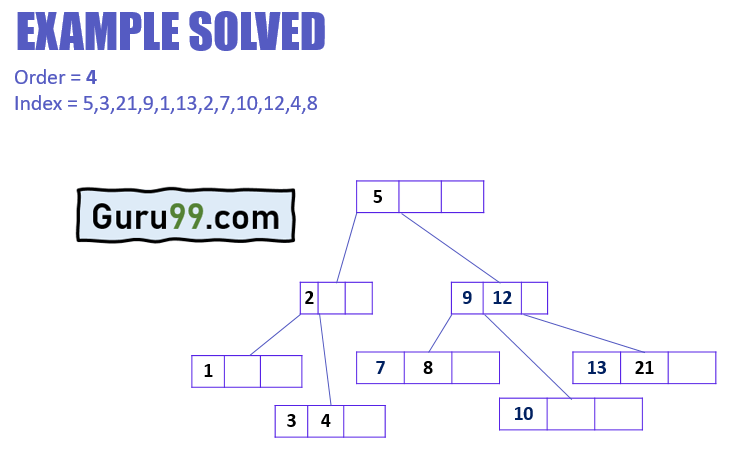 EXAMPLE SOLVED
Order = 4
Index = 5,3,21,9,1,13,2,7,10,12,4,8
Guru99.com
5
2
9 12
1
7 8
13 21
3 4
10